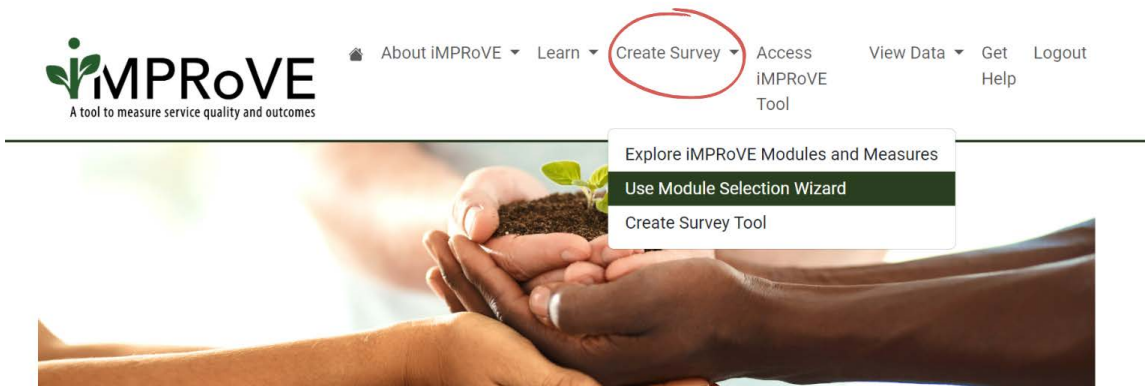 iMPRoVE
A tool to measure service quality and outcomes
About iMPRoVE
Learn
Create Survey
Access
iMPRoVE
Tool
View Data
Get
Help
Logout
Explore iMPRoVE Modules and Measures
Use Module Selection Wizard
Create Survey Tool